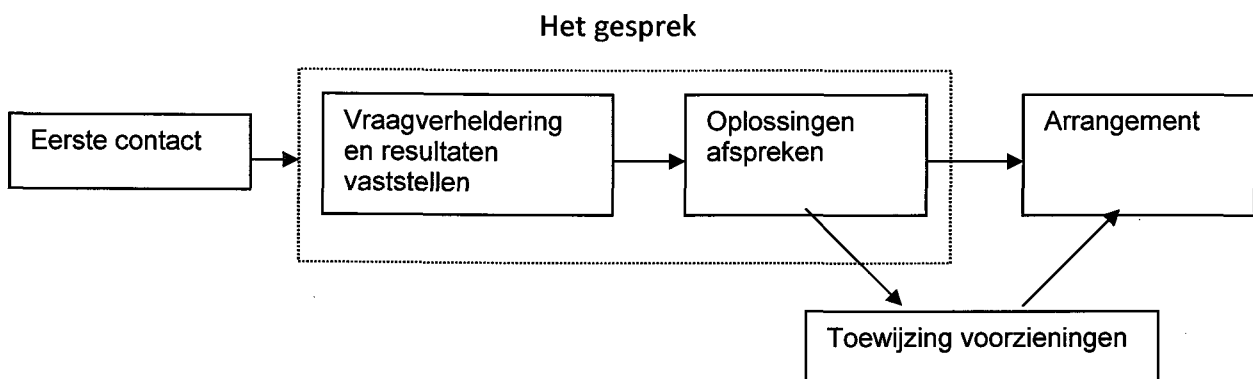 Het gesprek
Eerste contact
Vraagverheldering
en resultaten
vaststellen
Oplossingen
afspreken
Arrangement
Toewijzing voorzieningen